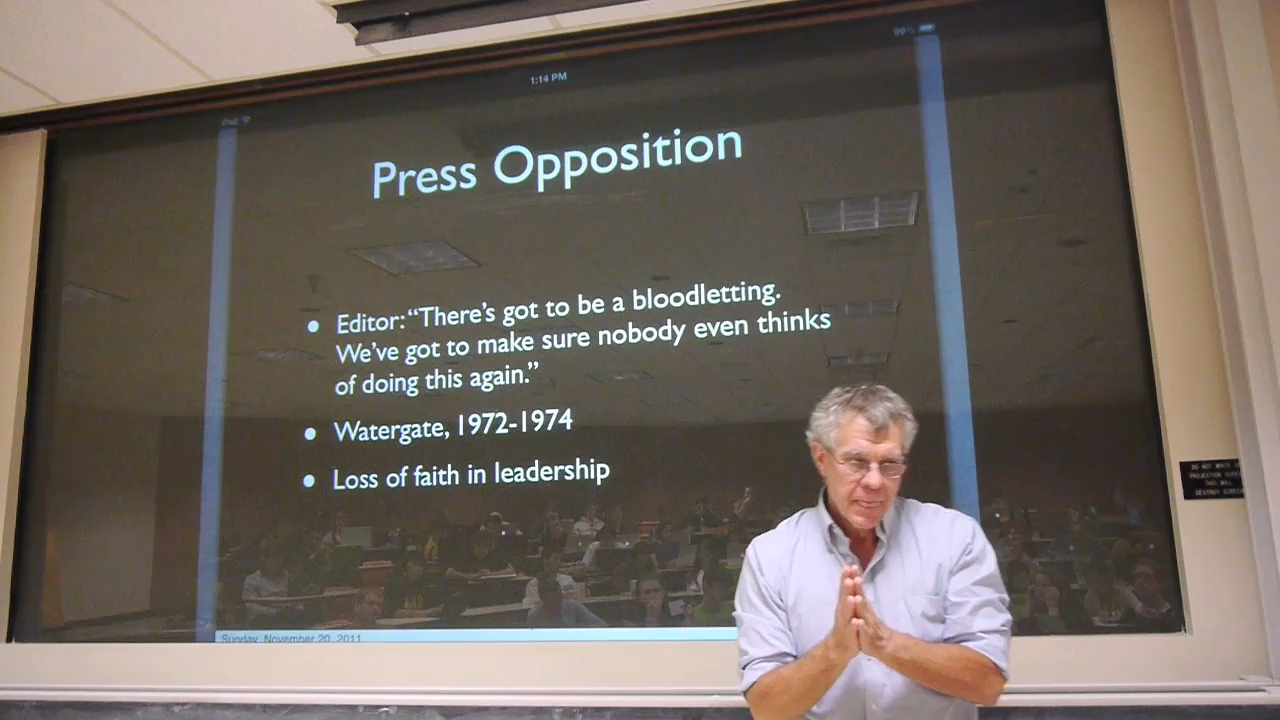 99%
1:14 PM
iPad
Press Opposition
• Editor: “There’s got to be a bloodletting.
We’ve got to make sure nobody even thinks
of doing this again.”
• Watergate, 1972-1974
• Loss of faith in leadership
DO NOT WRITE ON
PROJECTION SCREEN
THIS WILL
DESTROY SCREEN
Sunday, November 20, 2011